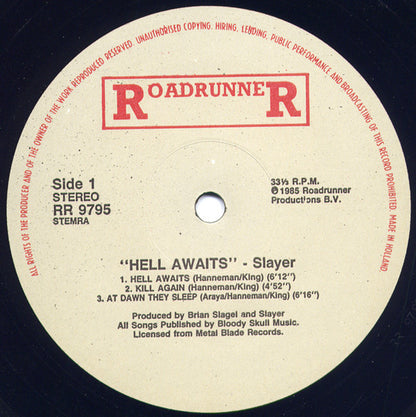 ALL RIGHTS OF THE PRODUCER AND OF THE OWNER OF THE WORK REPRODUCED RESERVED. UNAUTHORISED COPYING, HIRING, LENDING, PUBLIC PERFORMANCE AND BROADCASTING OF THIS RECORD PROHIBITED. MADE IN HOLLAND
ROADRUNNER
Side 1
STEREO
RR 9795
STEMRA
33⅓ R.P.M.
℗ 1985 Roadrunner
Productions B.V.
"HELL AWAITS" - Slayer
1. HELL AWAITS (Hanneman/King) (6'12")
2. KILL AGAIN (Hanneman/King) (4'52")
3. AT DAWN THEY SLEEP (Araya/Hanneman/King) (6'16")
Produced by Brian Slagel and Slayer
All Songs Published by Bloody Skull Music.
Licensed from Metal Blade Records.